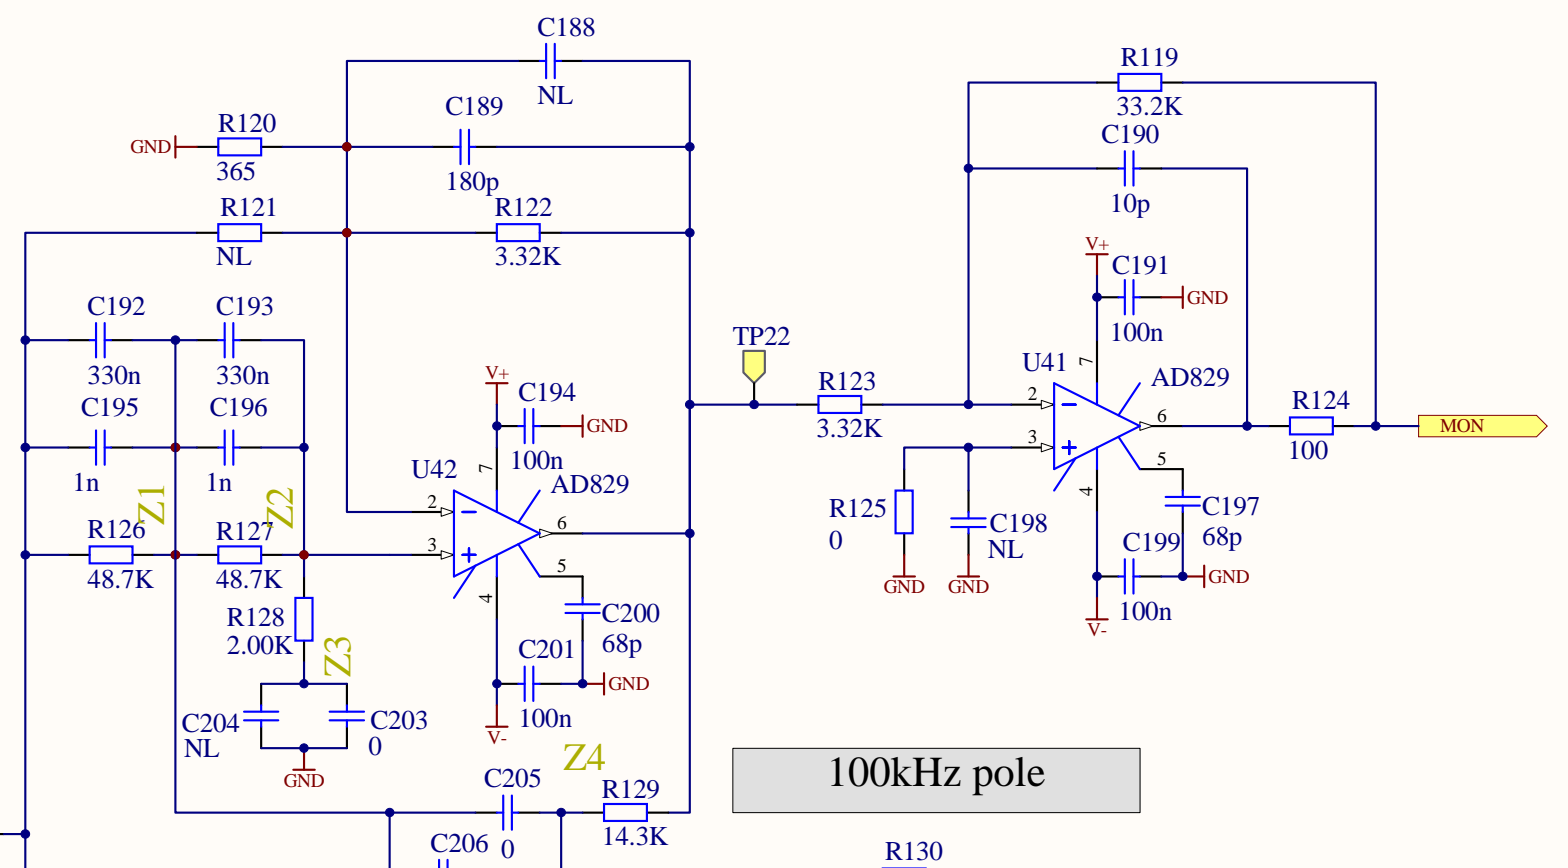 C188
NL
R119
33.2K
C189
180p
R120
GND
365
C190
10p
R121
NL
R122
3.32K
V+
C191
GND
100n
7
C192
330n
C193
330n
TP22
U41
AD829
2
3
6
5
4
R123
3.32K
R124
100
MON
V+
C194
GND
100n
7
C195
1n
C196
1n
Z1
Z2
U42
AD829
2
3
6
5
4
R125
0
GND
C198
NL
GND
C197
68p
C199
GND
100n
V-
R126
48.7K
R127
48.7K
R128
2.00K
Z3
C200
68p
C201
GND
100n
V-
C204
NL
C203
0
GND
Z4
C205
0
R129
14.3K
100kHz pole
C206
R130